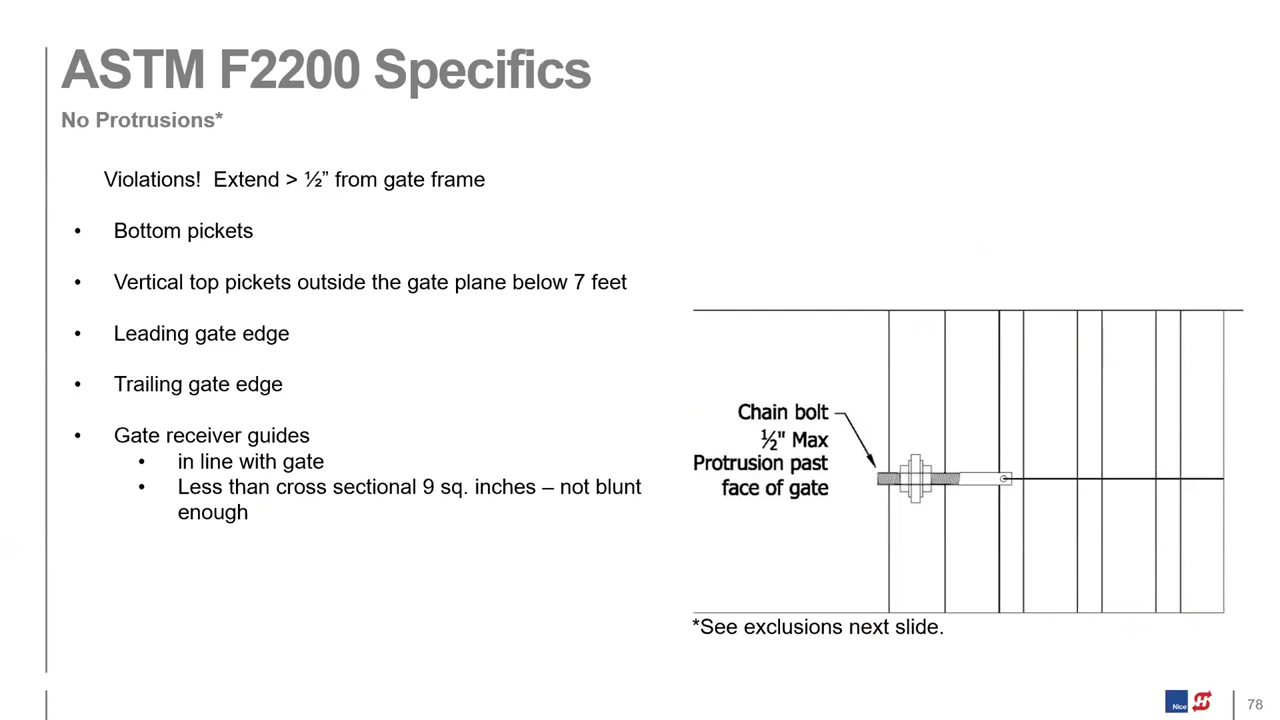 ASTM F2200 Specifics
No Protrusions*
Violations! Extend > ½” from gate frame
• Bottom pickets
• Vertical top pickets outside the gate plane below 7 feet
• Leading gate edge
• Trailing gate edge
• Gate receiver guides
• in line with gate
• Less than cross sectional 9 sq. inches – not blunt
enough
Chain bolt
½" Max
Protrusion past
face of gate
*See exclusions next slide.
Nice
H
78